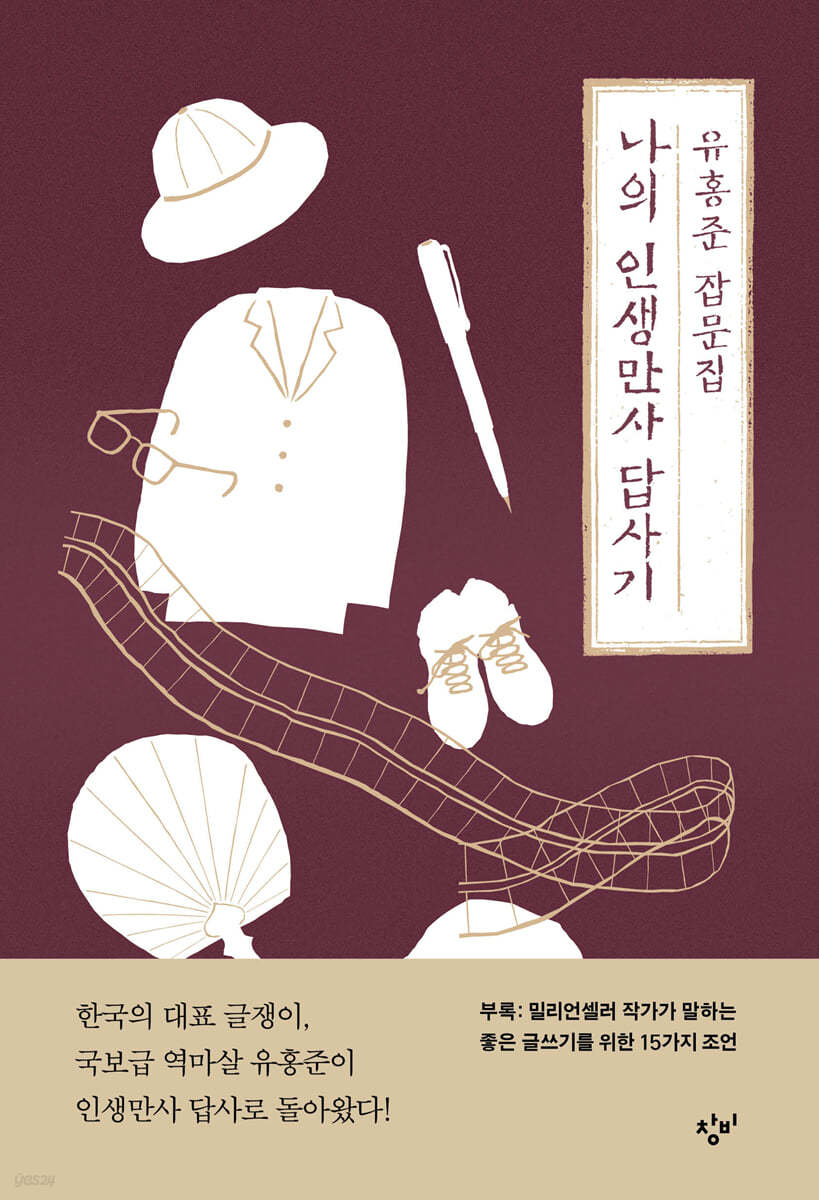 유홍준 잡문집
나의 인생만사 답사기
한국의 대표 글쟁이,
국보급 역마살 유홍준이
인생만사 답사로 돌아왔다!
부록: 밀리언셀러 작가가 말하는
좋은 글쓰기를 위한 15가지 조언
창비
yes24